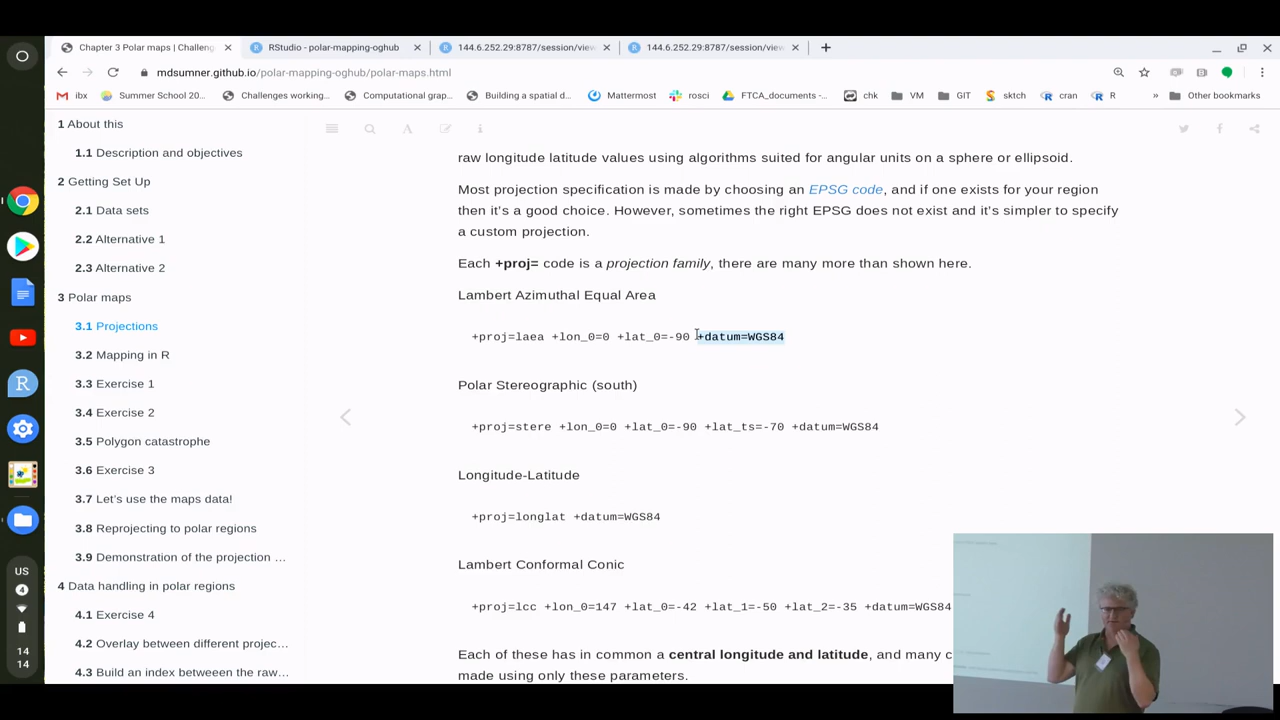 Chapter 3 Polar maps | Challeng
RStudio - polar-mapping-oghub
144.6.252.29:8787/session/view
144.6.252.29:8787/session/view
mdsumner.github.io/polar-mapping-oghub/polar-maps.html
ibx
Summer School 20...
Challenges working...
Computational grap...
Building a spatial d...
Mattermost
rosci
FTCA_documents -...
chk
VM
GIT
sktch
cran
R
»
Other bookmarks
1 About this
1.1 Description and objectives
2 Getting Set Up
2.1 Data sets
2.2 Alternative 1
2.3 Alternative 2
3 Polar maps
3.1 Projections
3.2 Mapping in R
3.3 Exercise 1
3.4 Exercise 2
3.5 Polygon catastrophe
3.6 Exercise 3
3.7 Let's use the maps data!
3.8 Reprojecting to polar regions
3.9 Demonstration of the projection ...
4 Data handling in polar regions
4.1 Exercise 4
4.2 Overlay between different projec...
4.3 Build an index betweeen the raw...
raw longitude latitude values using algorithms suited for angular units on a sphere or ellipsoid.
Most projection specification is made by choosing an EPSG code, and if one exists for your region
then it's a good choice. However, sometimes the right EPSG does not exist and it's simpler to specify
a custom projection.
Each +proj= code is a projection family, there are many more than shown here.
Lambert Azimuthal Equal Area
+proj=laea +lon_0=0 +lat_0=-90 +datum=WGS84
Polar Stereographic (south)
+proj=stere +lon_0=0 +lat_0=-90 +lat_ts=-70 +datum=WGS84
Longitude-Latitude
+proj=longlat +datum=WGS84
Lambert Conformal Conic
+proj=lcc +lon_0=147 +lat_0=-42 +lat_1=-50 +lat_2=-35 +datum=WGS84
Each of these has in common a central longitude and latitude, and many c
made using only these parameters.
US
4
14
14